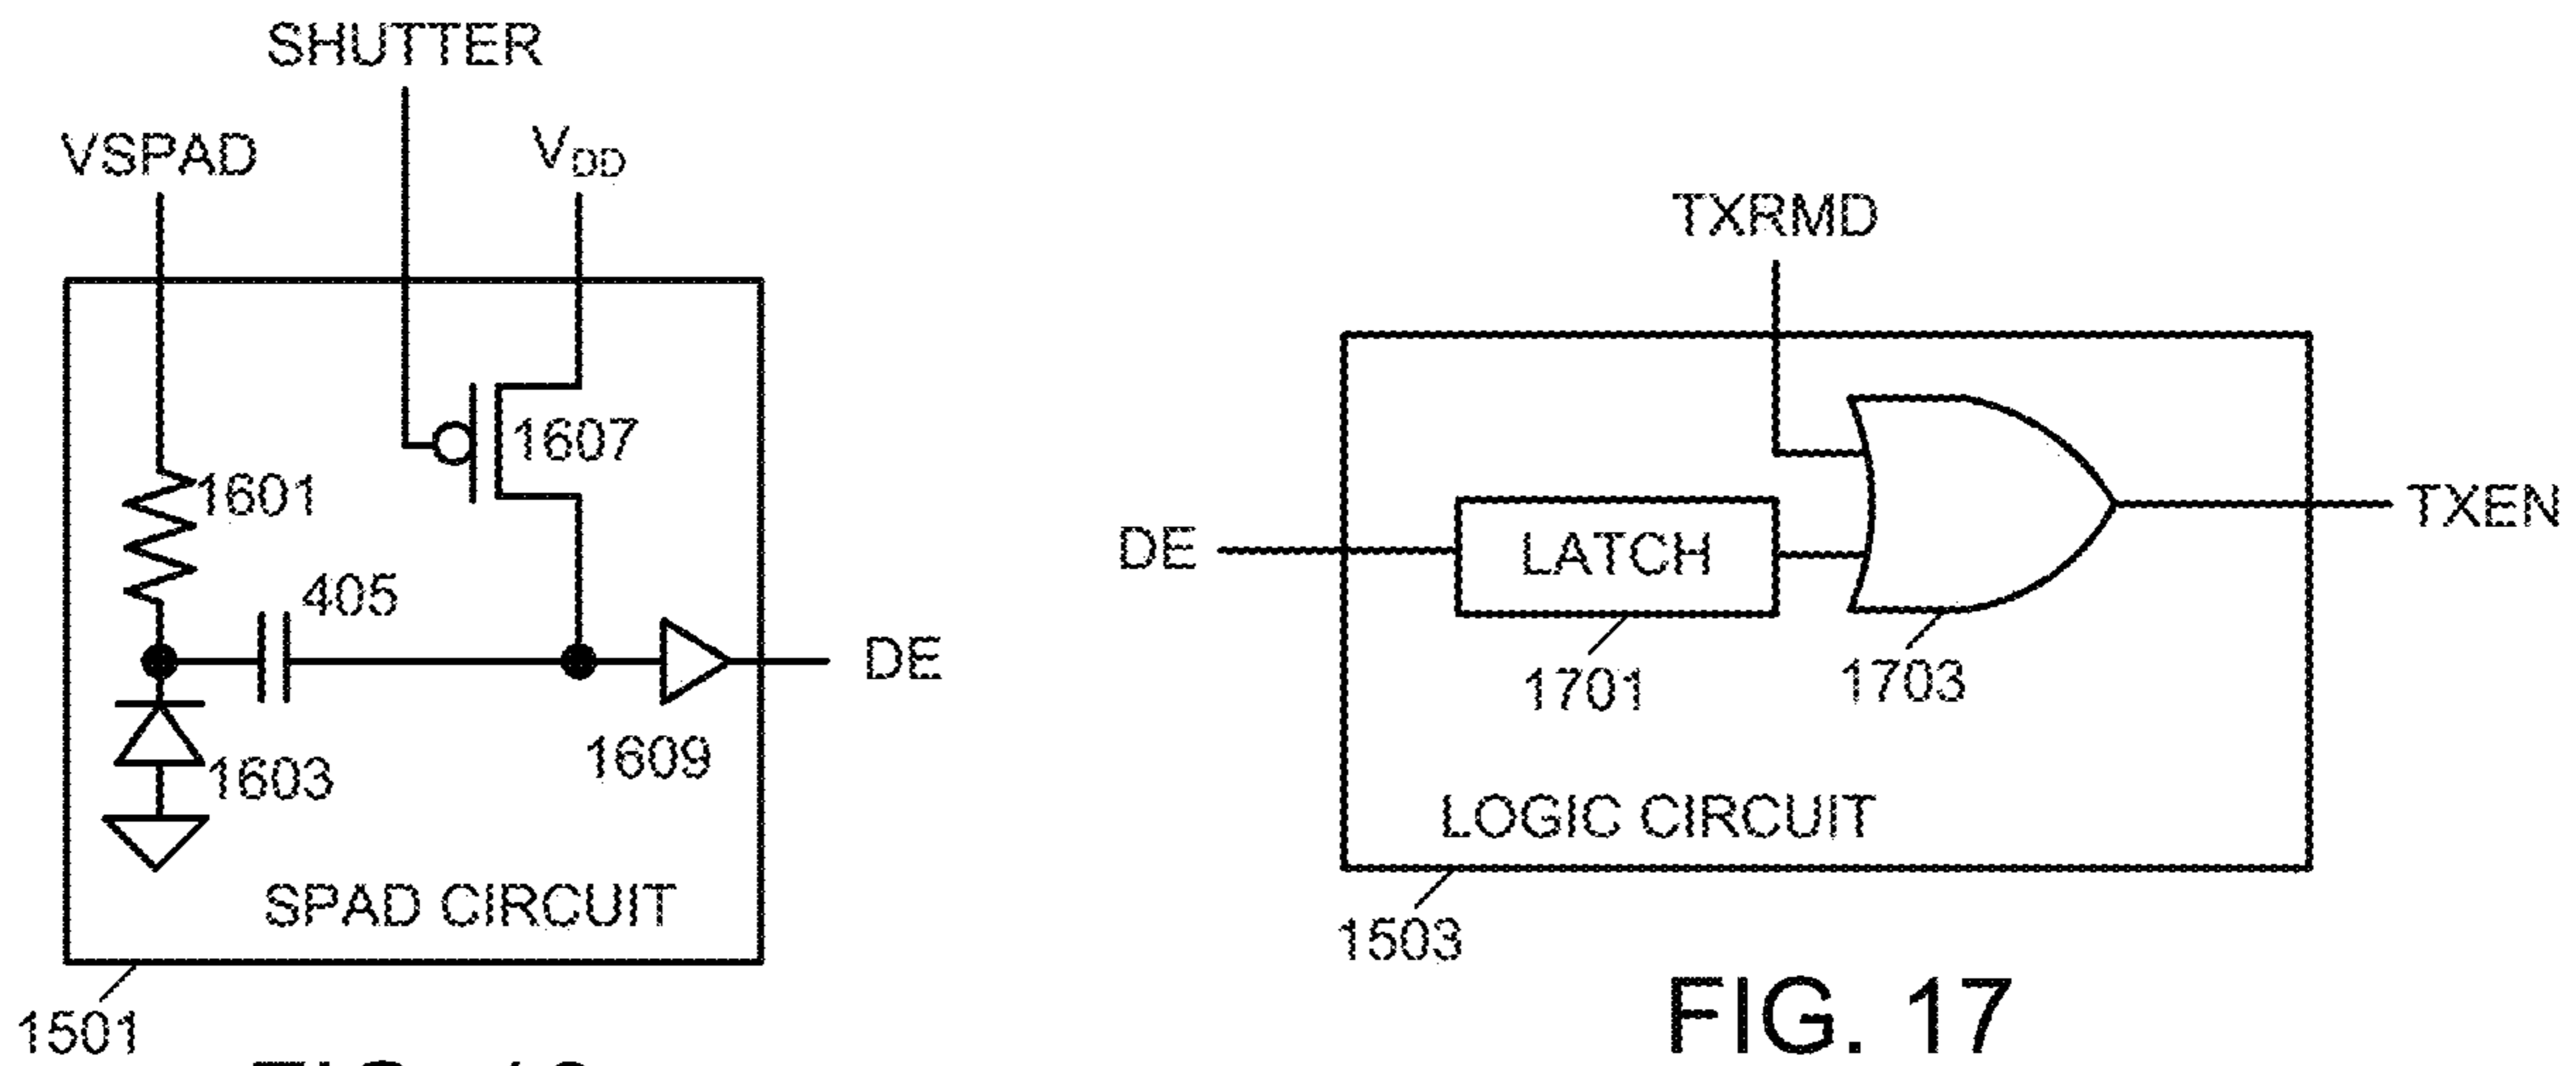 SHUTTER
VSPAD
VDD
1601
1607
405
DE
1603
1609
SPAD CIRCUIT
1501
TXRMD
DE
LATCH
TXEN
1701
1703
LOGIC CIRCUIT
1503
FIG. 17